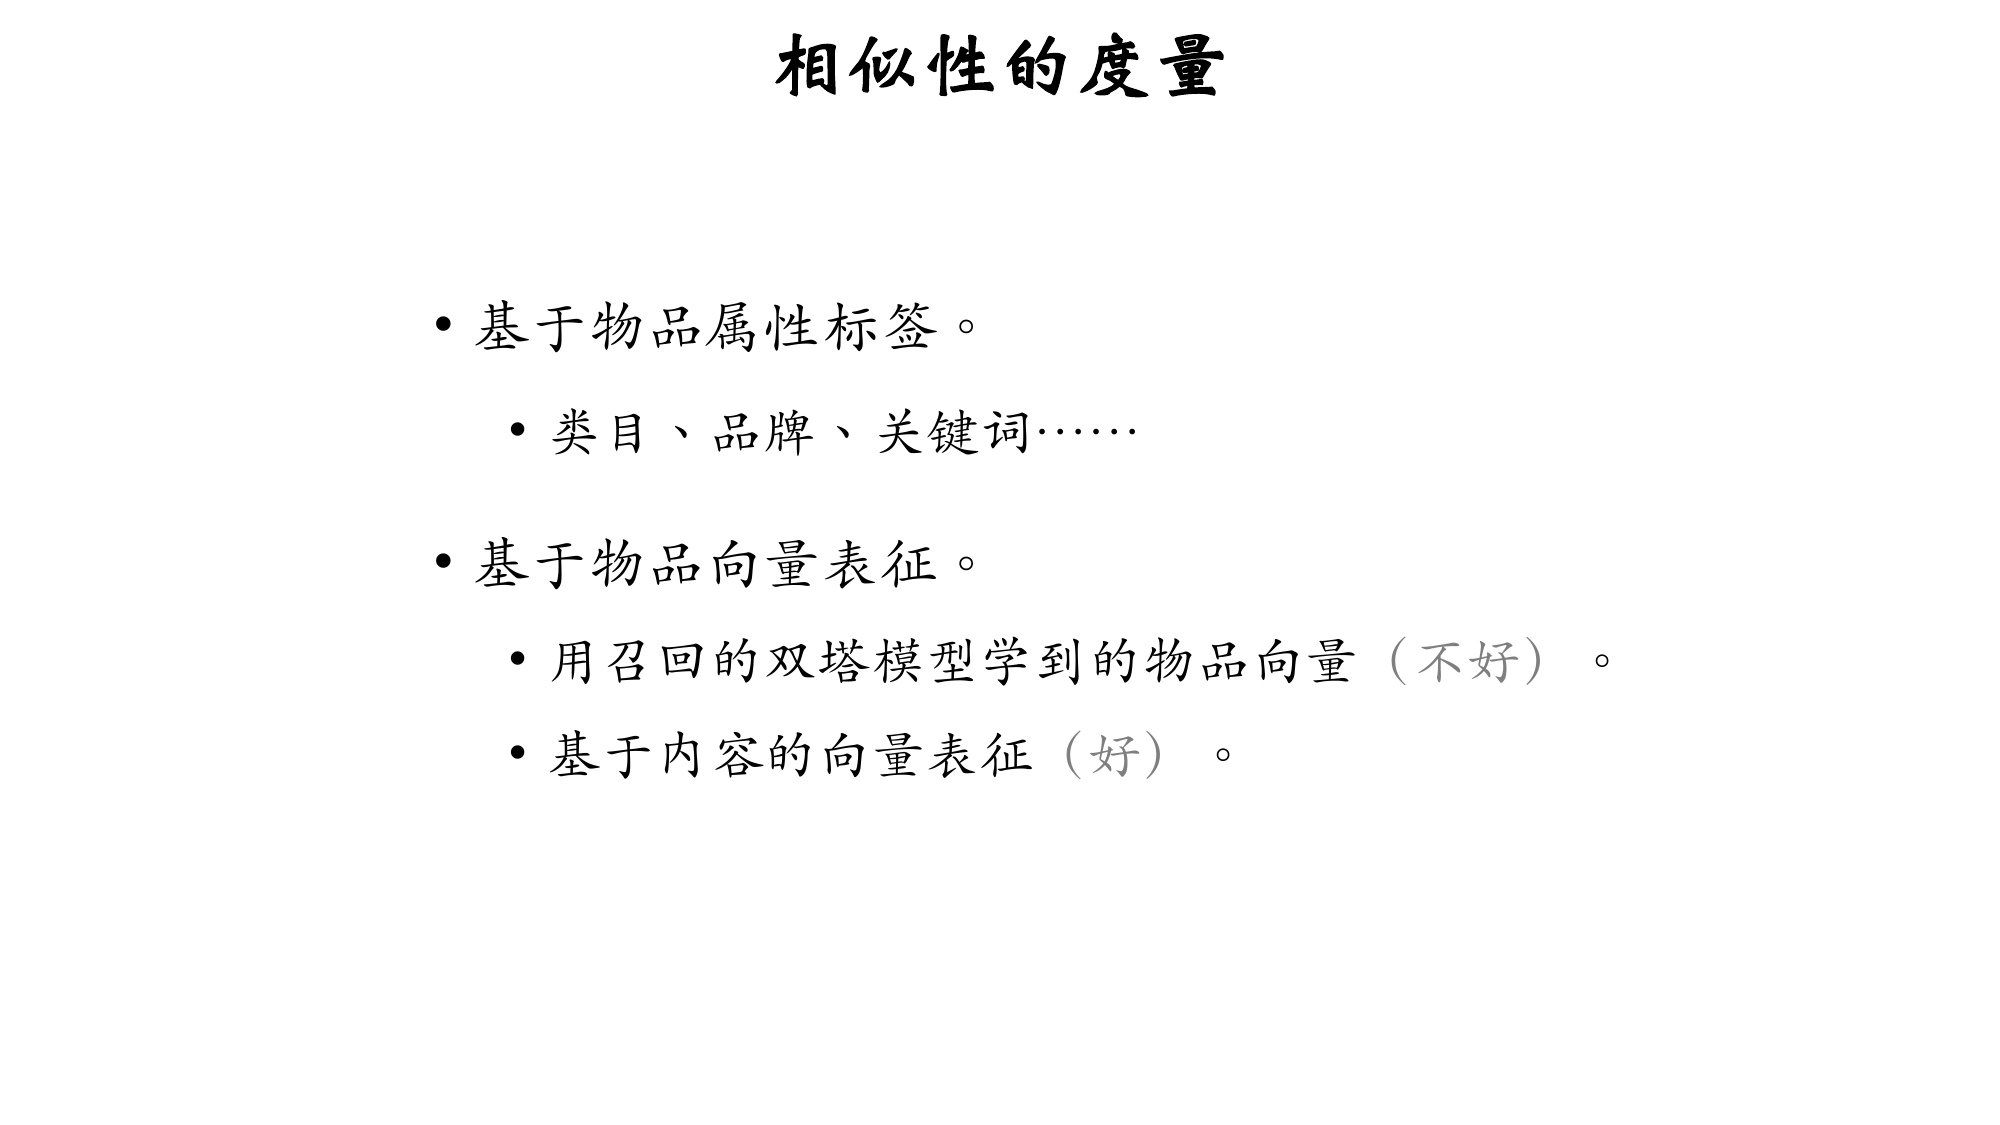 相似性的度量
• 基于物品属性标签。
• 类目、品牌、关键词……
• 基于物品向量表征。
• 用召回的双塔模型学到的物品向量（不好）。
• 基于内容的向量表征（好）。